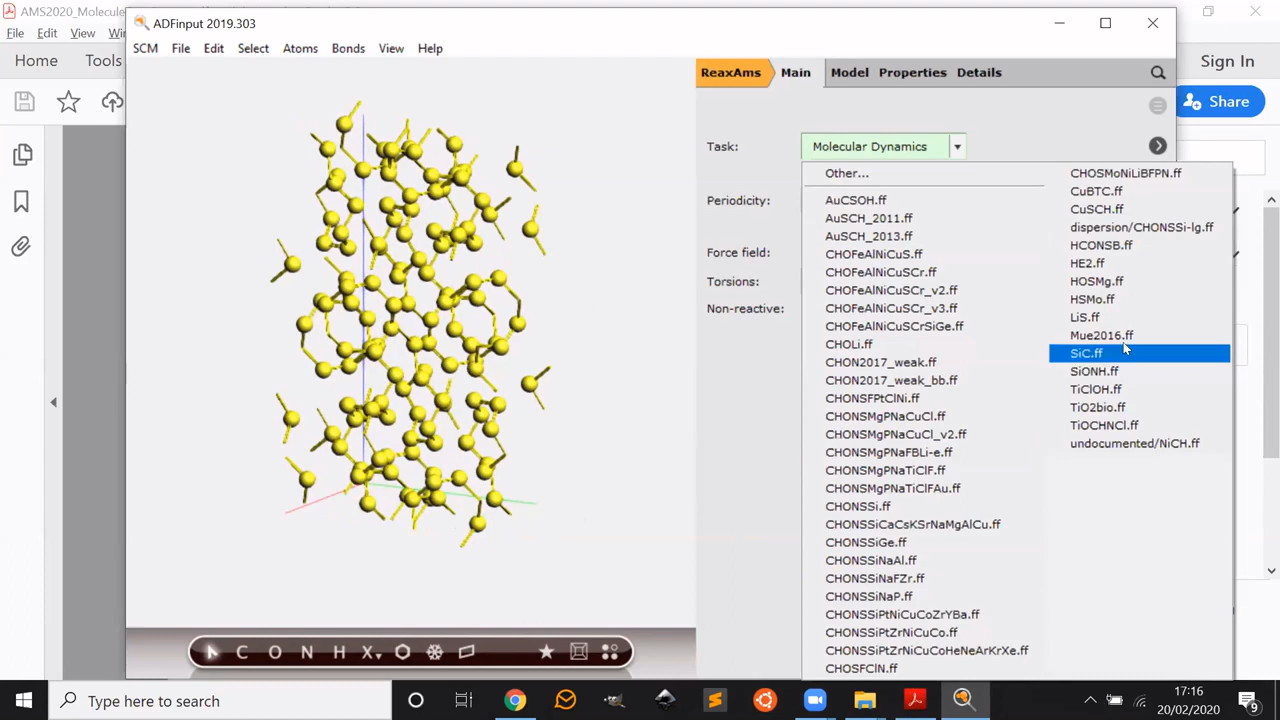 AMS2020_Molecule
ADFinput 2019.303
File Edit View Win
SCM File Edit Select Atoms Bonds View Help
Home Tools
Sign In
ReaxAms Main Model Properties Details
Share
Task: Molecular Dynamics
Periodicity:
Force field:
Torsions:
Non-reactive:
Other...
AuCSOH.ff
AuSCH_2011.ff
AuSCH_2013.ff
CHOFeAlNiCuS.ff
CHOFeAlNiCuSCr.ff
CHOFeAlNiCuSCr_v2.ff
CHOFeAlNiCuSCr_v3.ff
CHOFeAlNiCuSCrSiGe.ff
CHOLi.ff
CHON2017_weak.ff
CHON2017_weak_bb.ff
CHONSFPtClNi.ff
CHONSMgPNaCuCl.ff
CHONSMgPNaCuCl_v2.ff
CHONSMgPNaFBLi-e.ff
CHONSMgPNaTiClF.ff
CHONSMgPNaTiClFAu.ff
CHONSSi.ff
CHONSSiCaCsKSrNaMgAlCu.ff
CHONSSiGe.ff
CHONSSiNaAl.ff
CHONSSiNaFZr.ff
CHONSSiNaP.ff
CHONSSiPtNiCuCoZrYBa.ff
CHONSSiPtZrNiCuCo.ff
CHONSSiPtZrNiCuCoHeNeArKrXe.ff
CHOSFClN.ff
CHOSMoNiLiBFPN.ff
CuBTC.ff
CuSCH.ff
dispersion/CHONSSi-lg.ff
HCONSB.ff
HE2.ff
HOSMg.ff
HSMo.ff
LiS.ff
Mue2016.ff
SiC.ff
SiONH.ff
TiClOH.ff
TiO2bio.ff
TiOCHNCl.ff
undocumented/NiCH.ff
C O N H X
Type here to search
17:16
20/02/2020
9